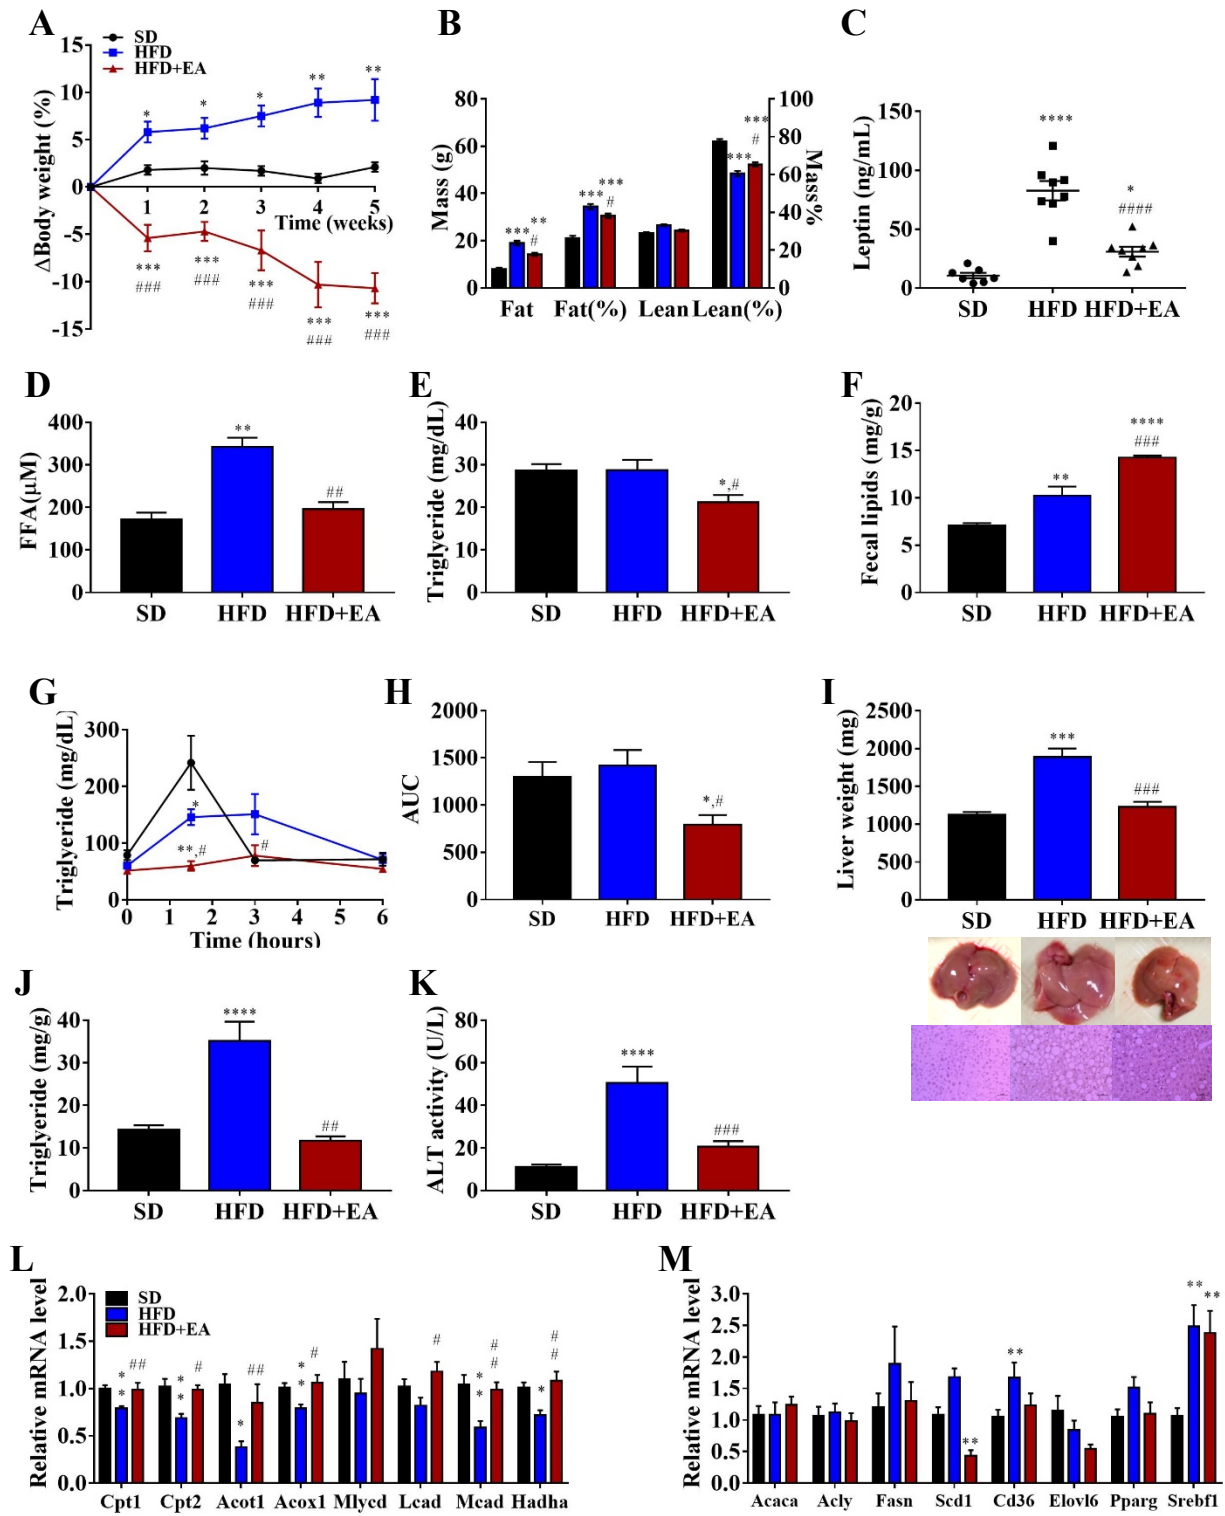 A
SD
HFD
HFD+EA
ΔBody weight (%)
15
10
5
0
-5
-10
-15
1 2 3 4 5
Time (weeks)
* * * ** **
*** *** *** *** ***
### ### ### ### ###
B
Mass (g)
80
60
40
20
0
Mass%
100
80
60
40
20
0
*** ** # *** *** # *** *** #
Fat Fat(%) Lean Lean(%)
C
Leptin (ng/mL)
150
100
50
0
****
*
####
SD HFD HFD+EA
D
FFA(μM)
400
300
200
100
0
**
##
SD HFD HFD+EA
E
Triglyeride (mg/dL)
40
30
20
10
0
*,#
SD HFD HFD+EA
F
Fecal lipids (mg/g)
20
15
10
5
0
**
****
###
SD HFD HFD+EA
G
Triglyeride (mg/dL)
300
200
100
0
*
**,#
#
0 1 2 3 4 5 6
Time (hours)
H
AUC
2000
1500
1000
500
0
*,#
SD HFD HFD+EA
I
Liver weight (mg)
2500
2000
1500
1000
500
0
***
###
SD HFD HFD+EA
J
Triglyeride (mg/g)
40
30
20
10
0
****
##
SD HFD HFD+EA
K
ALT activity (U/L)
80
60
40
20
0
****
###
SD HFD HFD+EA
L
SD
HFD
HFD+EA
Relative mRNA level
2.0
1.5
1.0
0.5
0.0
** ## ** # * ## ** # # ** ## * ##
Cpt1 Cpt2 Acot1 Acox1 Mlycd Lcad Mcad Hadha
M
Relative mRNA level
3.0
2.5
2.0
1.5
1.0
0.5
0.0
** ** ** **
Acaca Acly Fasn Scd1 Cd36 Elovl6 Pparg Srebf1